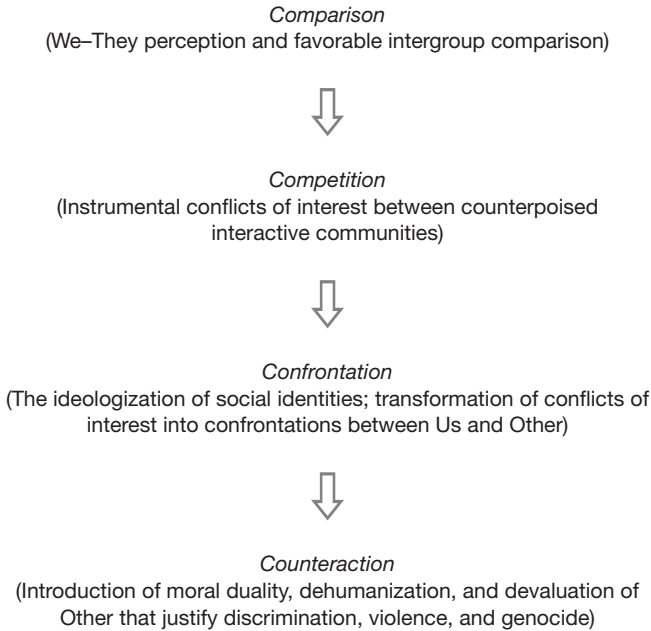 Comparison
(We–They perception and favorable intergroup comparison)
Competition
(Instrumental conflicts of interest between counterpoised
interactive communities)
Confrontation
(The ideologization of social identities; transformation of conflicts of
interest into confrontations between Us and Other)
Counteraction
(Introduction of moral duality, dehumanization, and devaluation of
Other that justify discrimination, violence, and genocide)